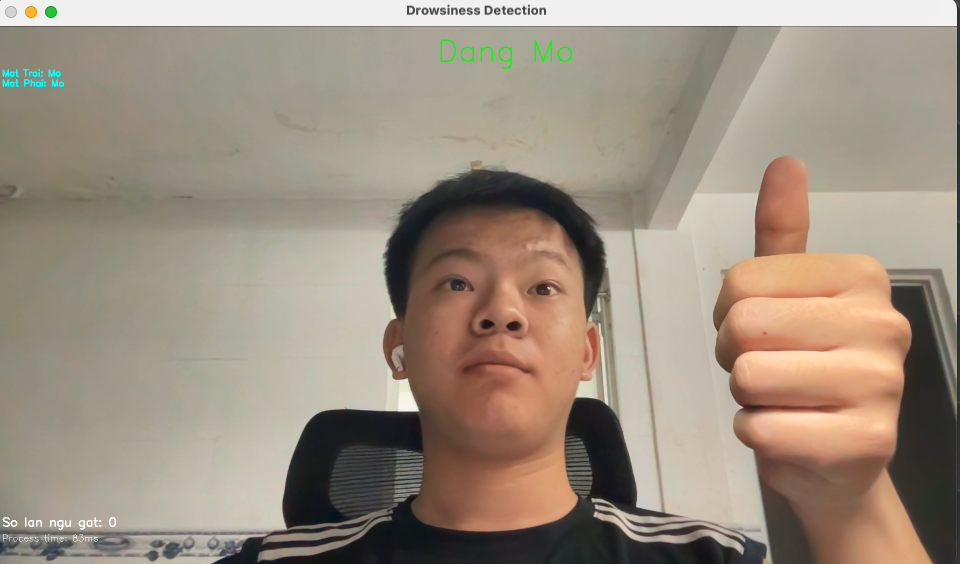 Drowsiness Detection
Dang Mo
Mat Trai: Mo
Mat Phai: Mo
So lan ngu gat: 0
Process time: 83ms